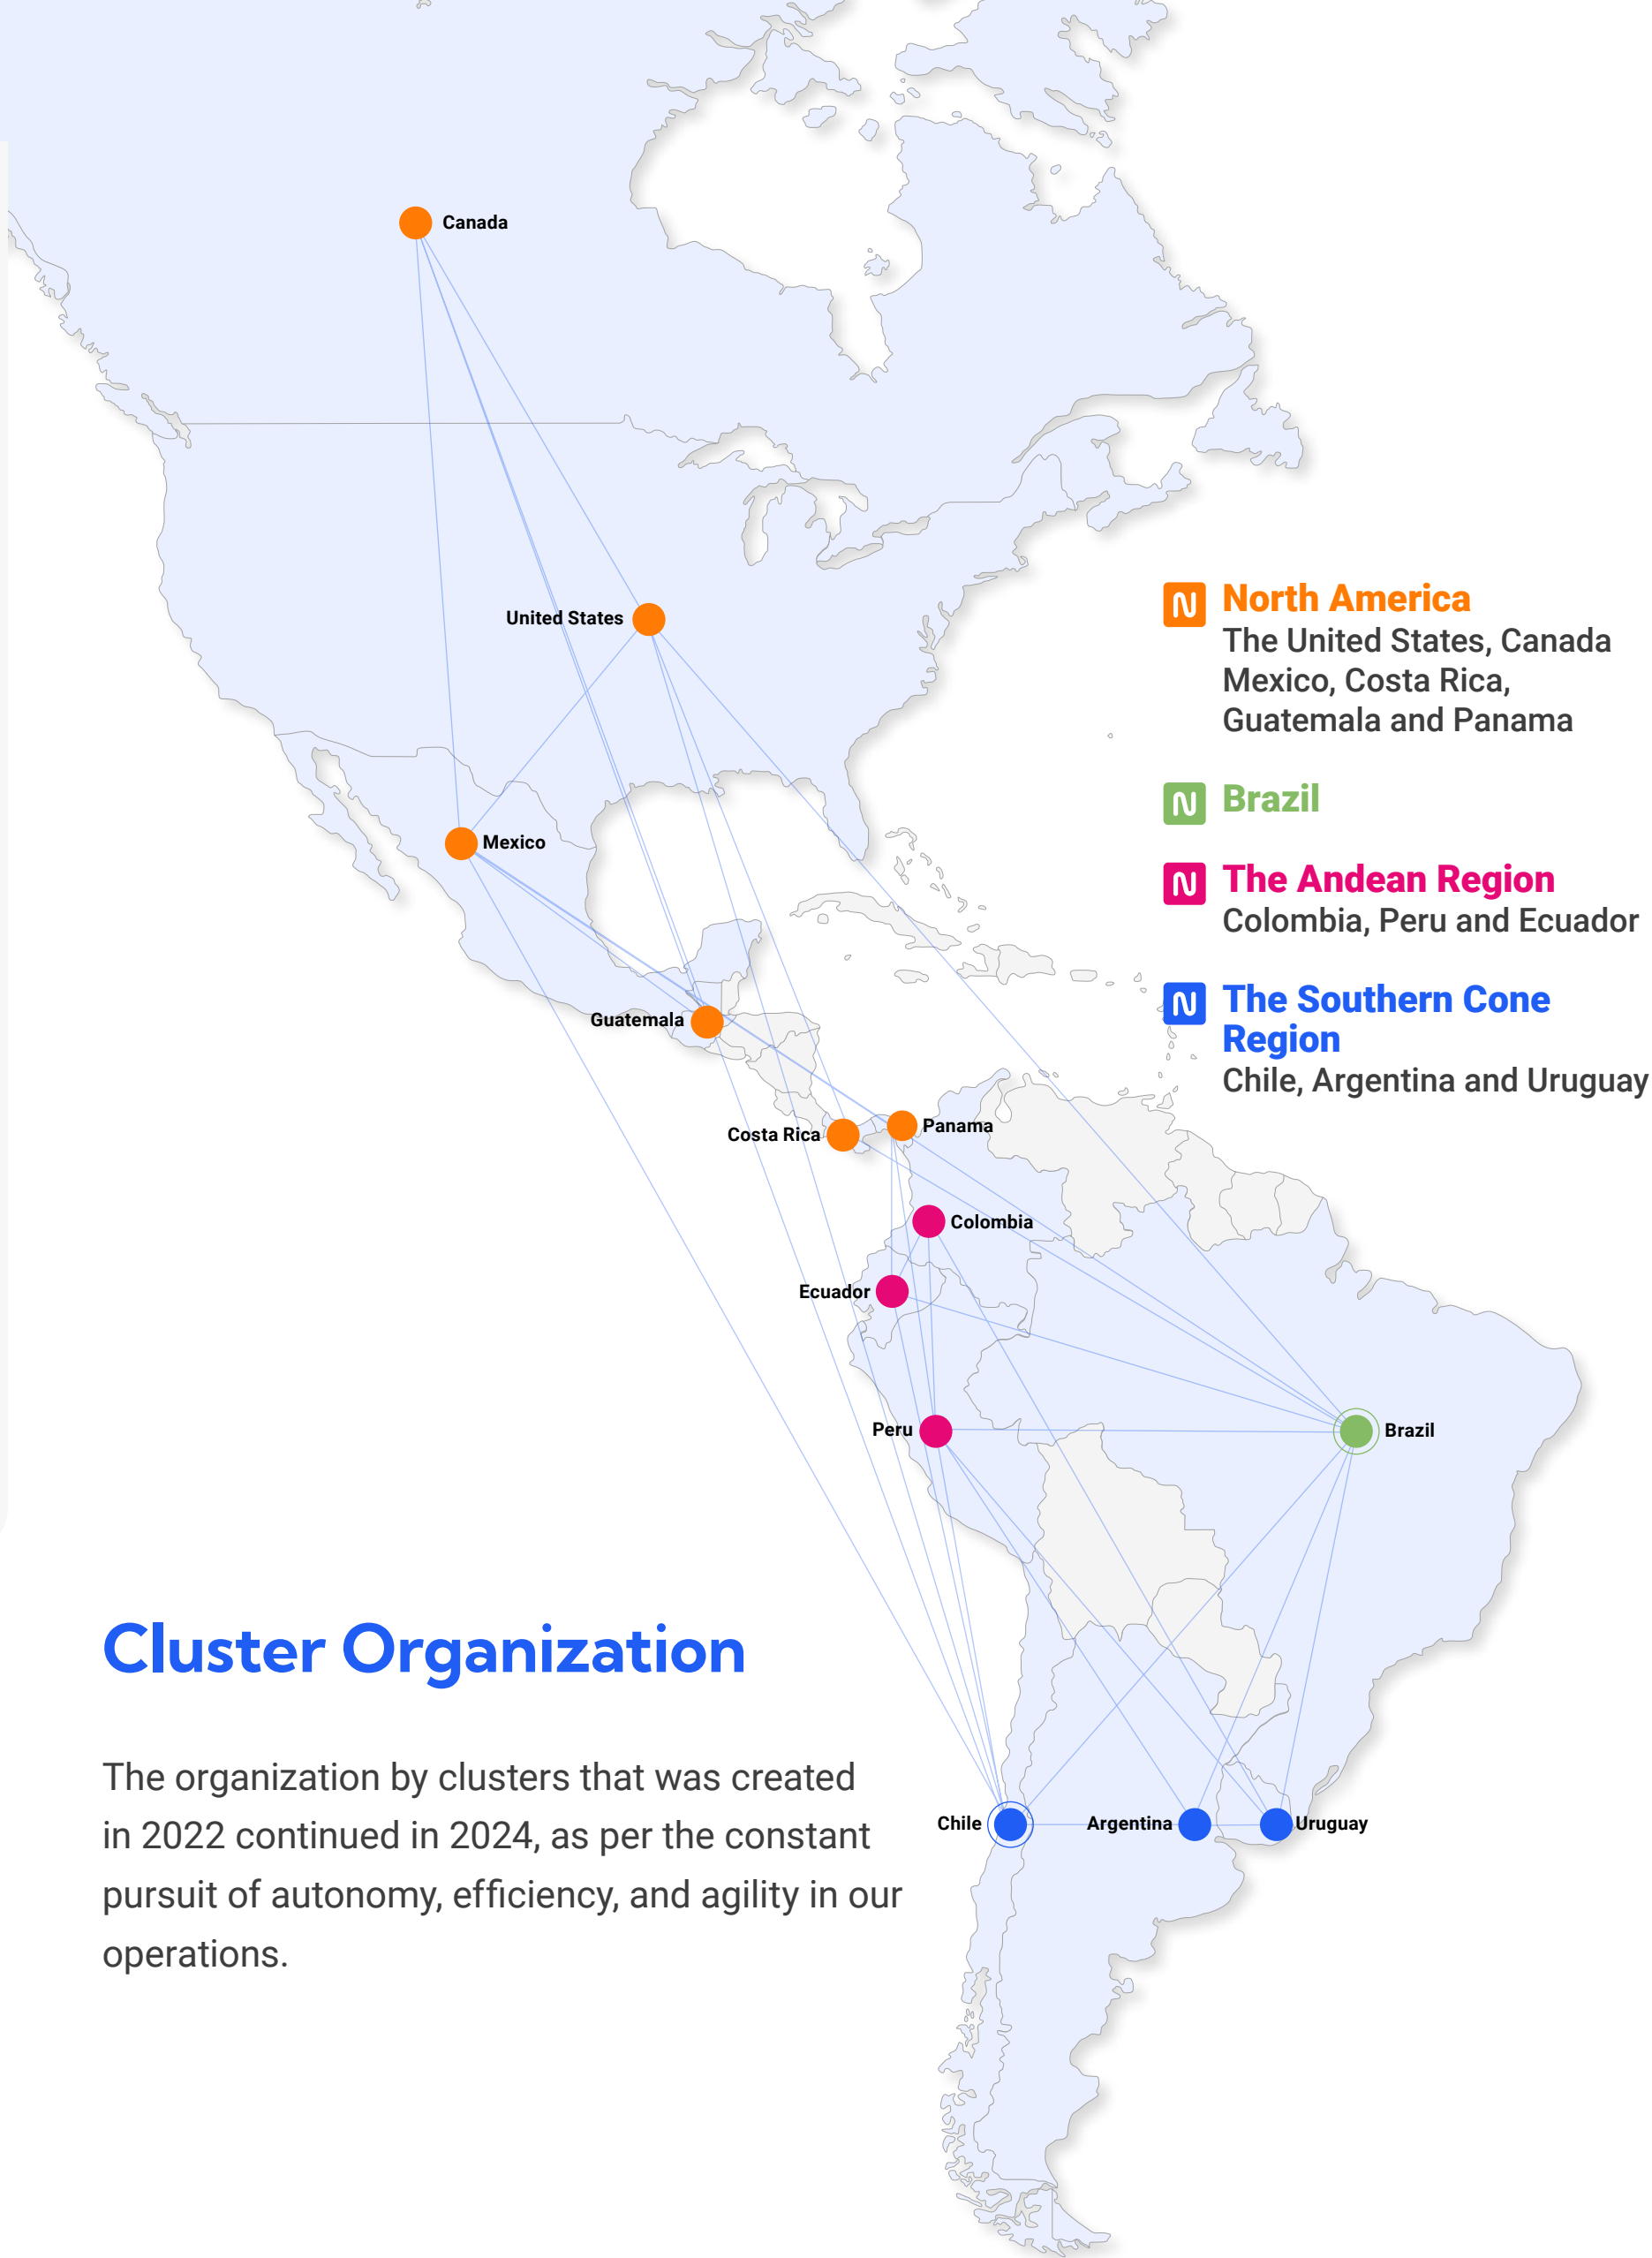 Canada
United States
Mexico
Guatemala
Costa Rica
Panama
Colombia
Ecuador
Peru
Brazil
Chile
Argentina
Uruguay
North America
The United States, Canada
Mexico, Costa Rica,
Guatemala and Panama
Brazil
The Andean Region
Colombia, Peru and Ecuador
The Southern Cone
Region
Chile, Argentina and Uruguay
Cluster Organization
The organization by clusters that was created
in 2022 continued in 2024, as per the constant
pursuit of autonomy, efficiency, and agility in our
operations.